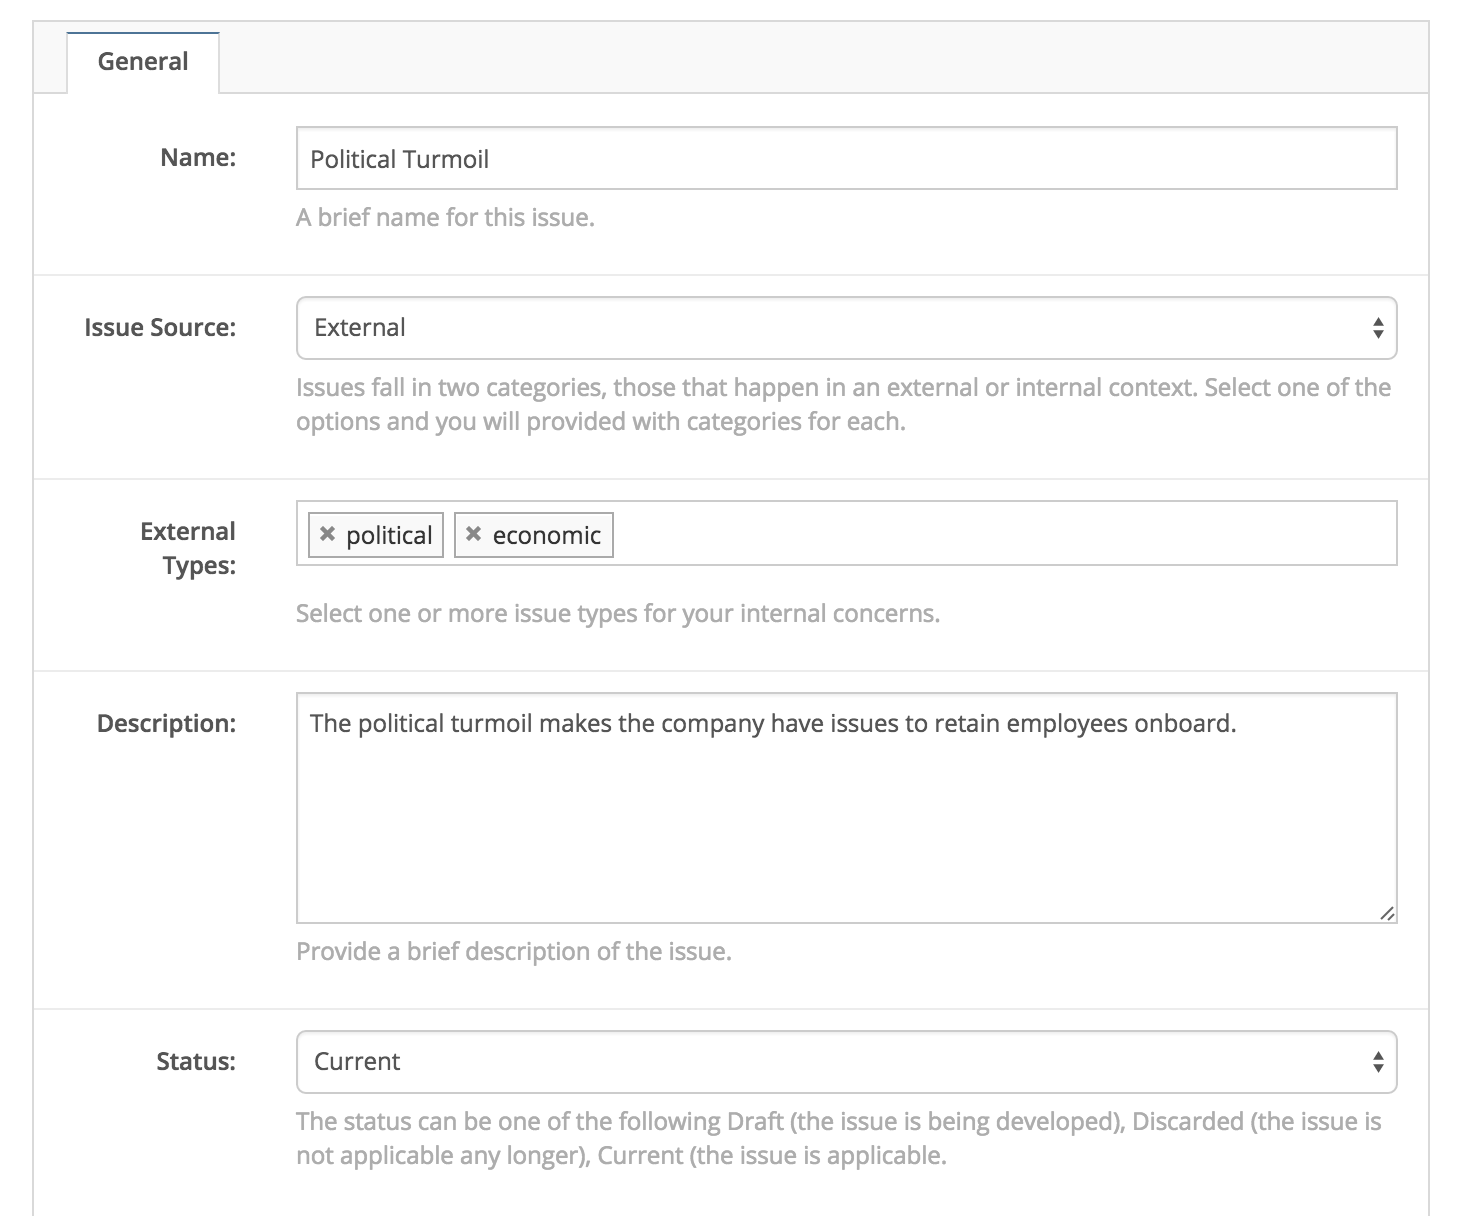 General
Name:
Political Turmoil
A brief name for this issue.
Issue Source:
External
Issues fall in two categories, those that happen in an external or internal context. Select one of the
options and you will provided with categories for each.
External
Types:
✖ political ✖ economic
Select one or more issue types for your internal concerns.
Description:
The political turmoil makes the company have issues to retain employees onboard.
Provide a brief description of the issue.
Status:
Current
The status can be one of the following Draft (the issue is being developed), Discarded (the issue is
not applicable any longer), Current (the issue is applicable.